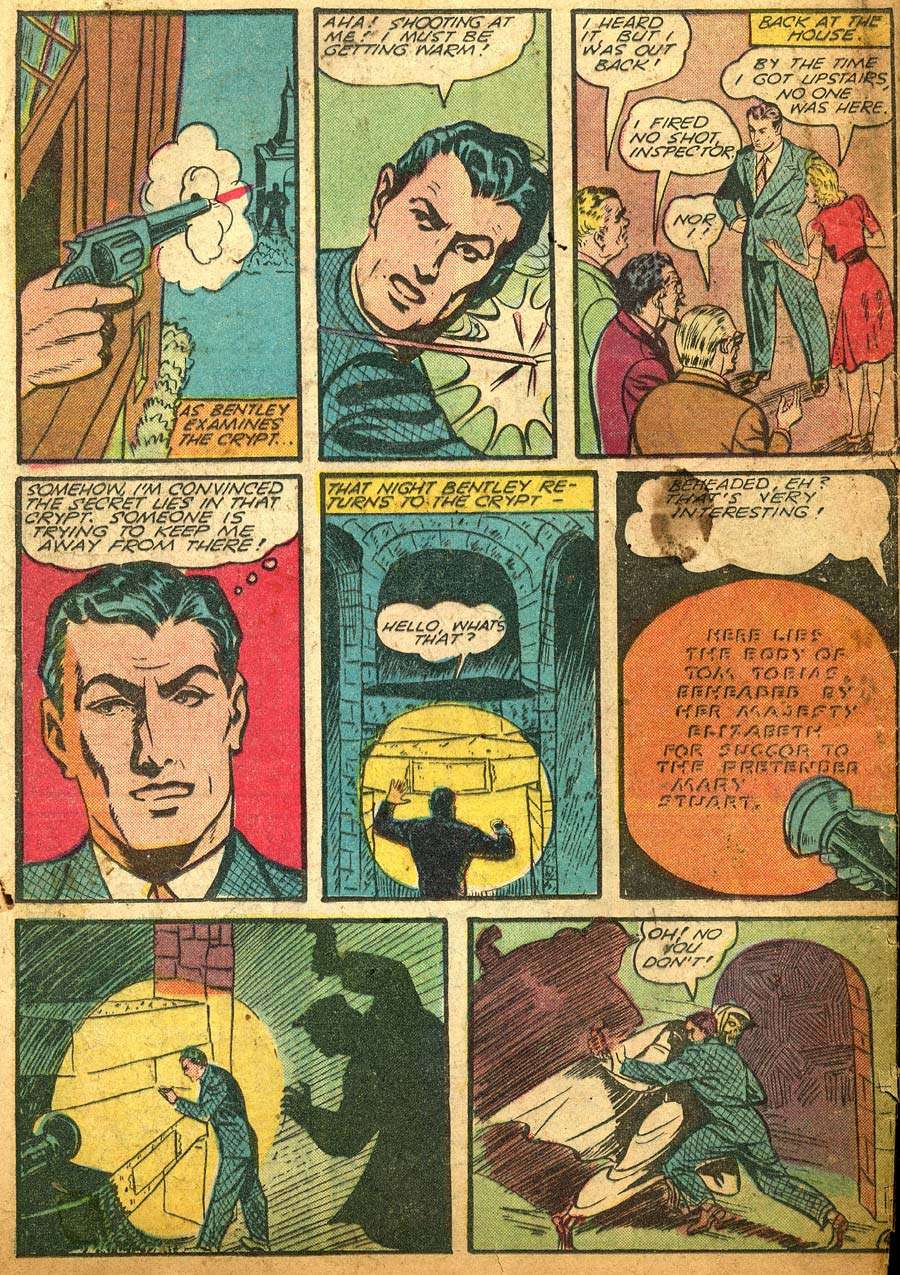 AS BENTLEY
EXAMINES
THE CRYPT...
AHA! SHOOTING AT
ME! I MUST BE
GETTING WARM!
I HEARD
IT, BUT I
WAS OUT
BACK!
BACK AT THE
HOUSE.
I FIRED
NO SHOT,
INSPECTOR.
NOR
I!
BY THE TIME
I GOT UPSTAIRS,
NO ONE
WAS HERE.
SOMEHOW, I'M CONVINCED
THE SECRET LIES IN THAT
CRYPT. SOMEONE IS
TRYING TO KEEP ME
AWAY FROM THERE!
THAT NIGHT BENTLEY RE-
TURNS TO THE CRYPT -
HELLO, WHATS
THAT?
BEHEADED, EH?
THAT'S VERY
INTERESTING!
HERE LIES
THE BODY OF
TOM TOBIAS,
BEHEADED BY
HER MAJESTY
ELIZABETH
FOR SUCCOR TO
THE PRETENDER
MARY
STUART.
OH! NO
YOU
DON'T!